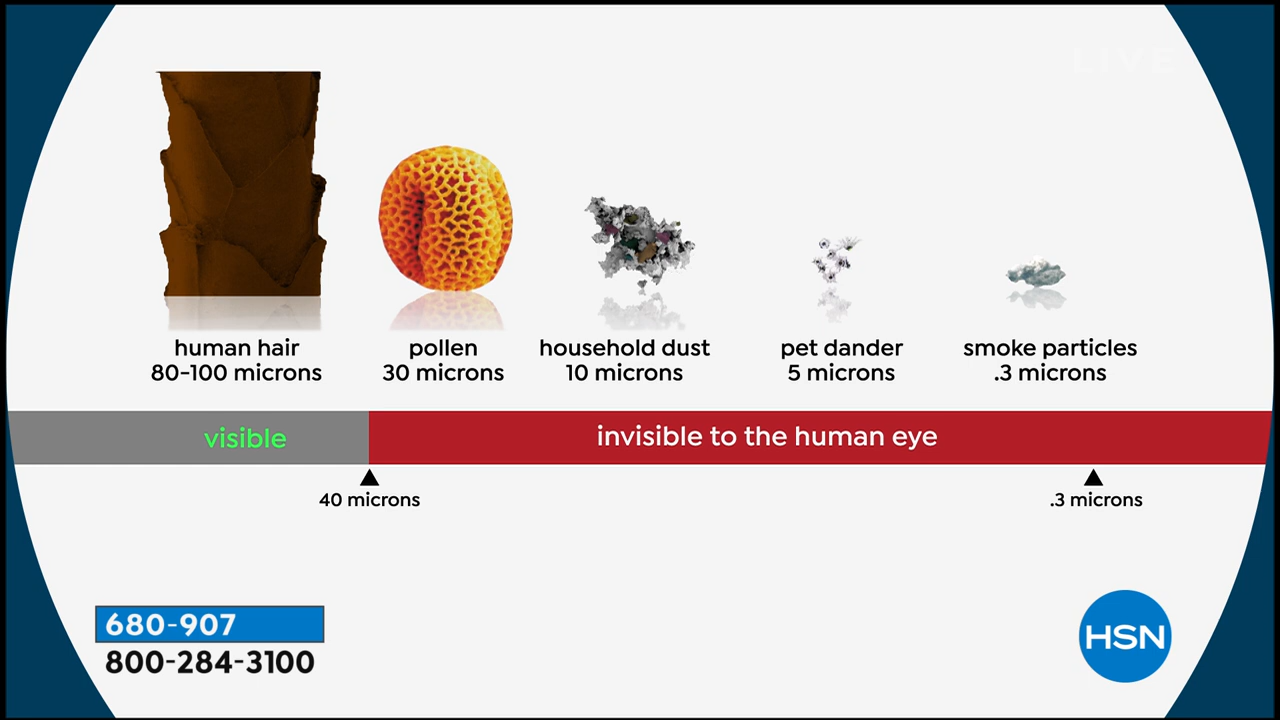 LIVE
human hair
80-100 microns
pollen
30 microns
household dust
10 microns
pet dander
5 microns
smoke particles
.3 microns
visible
invisible to the human eye
40 microns
.3 microns
680-907
800-284-3100
HSN